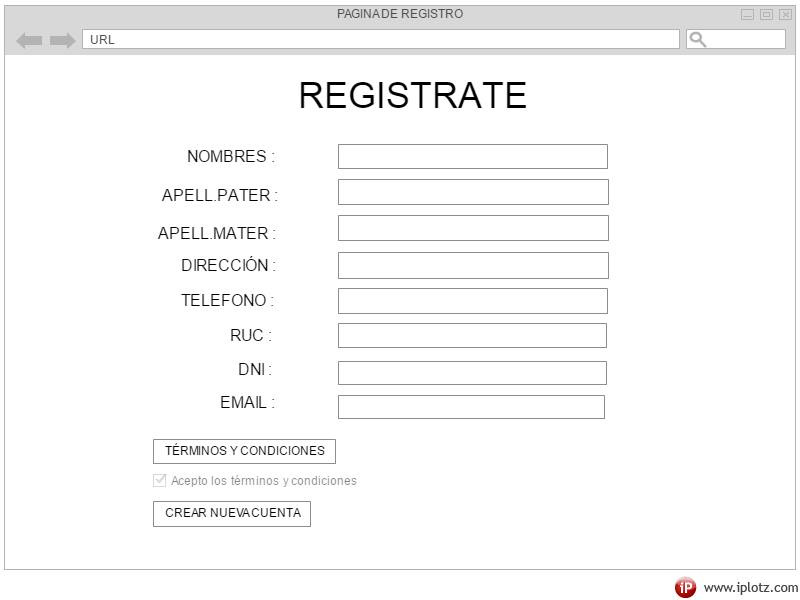 PAGINA DE REGISTRO
URL
REGISTRATE
NOMBRES :
APELL.PATER :
APELL.MATER :
DIRECCIÓN :
TELEFONO :
RUC :
DNI :
EMAIL :
TÉRMINOS Y CONDICIONES
Acepto los términos y condiciones
CREAR NUEVA CUENTA
iP www.iplotz.com